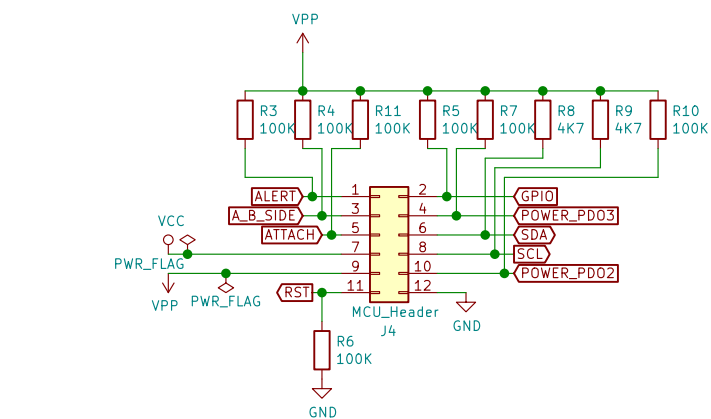 VPP
R3
100K
R4
100K
R11
100K
R5
100K
R7
100K
R8
4K7
R9
4K7
R10
100K
ALERT 1 2 GPIO
A_B_SIDE 3 4 POWER_PDO3
ATTACH 5 6 SDA
VCC
7 8 SCL
PWR_FLAG
9 10 POWER_PDO2
VPP
PWR_FLAG
RST 11 12
MCU_Header
J4
GND
R6
100K
GND